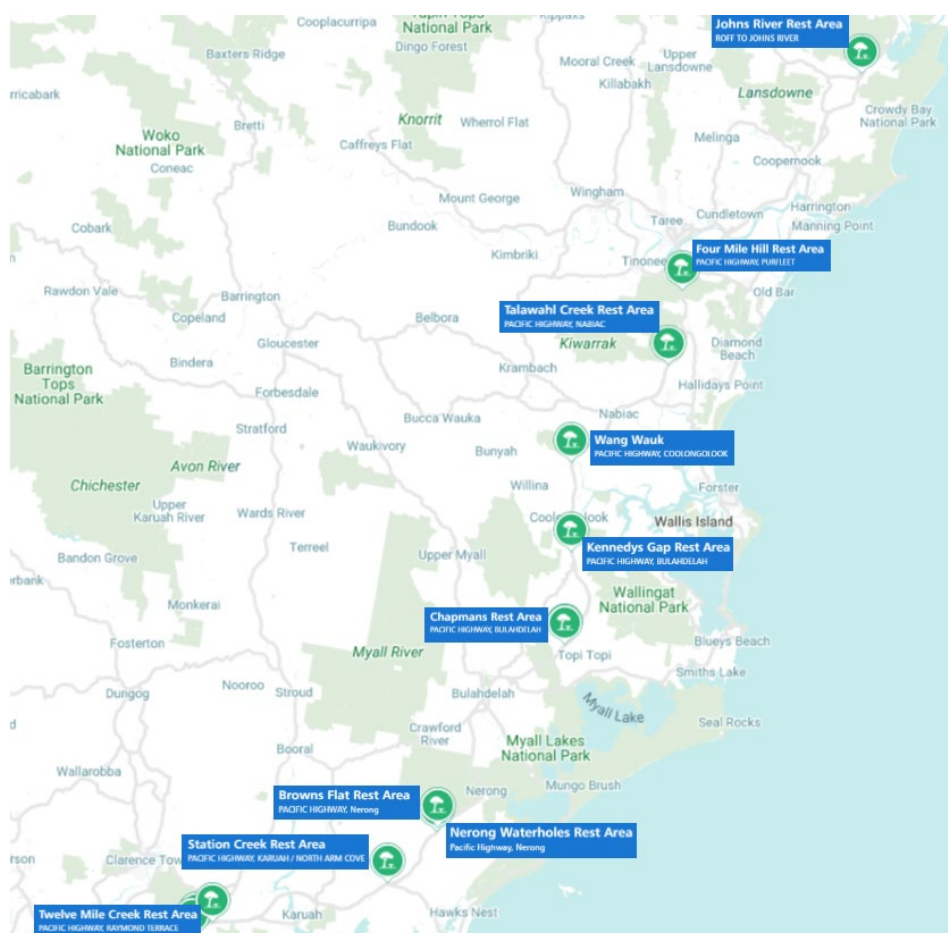 Johns River Rest Area
ROFF TO JOHNS RIVER
Cooplacurripa
National Park
Dingo Forest
Baxters Ridge
Mooral Creek
Upper
Lansdowne
Killabakh
Lansdowne
Crowdy Bay
National Park
Knorrit
Wherrol Flat
Bretti
Woko
National Park
Caffreys Flat
Melinga
Coneac
Coopernook
Wingham
Mount George
Harrington
Taree
Cundletown
Manning Point
Cobark
Bundook
Kimbriki
Four Mile Hill Rest Area
PACIFIC HIGHWAY, PURFLEET
Rawdon Vale
Barrington
Old Bar
Copeland
Belbora
Talawahl Creek Rest Area
PACIFIC HIGHWAY, NABIAC
Gloucester
Kiwarrak
Diamond
Beach
Bindera
Krambach
Barrington
Tops
National Park
Forbesdale
Hallidays Point
Bucca Wauka
Nabiac
Stratford
Waukivory
Bunyah
Wang Wauk
PACIFIC HIGHWAY, COOLONGOLOOK
Avon River
Chichester
Willina
Forster
Upper
Karuah River
Wards River
Wallis Island
Terreel
Upper Myall
Kennedys Gap Rest Area
PACIFIC HIGHWAY, BULAHDELAH
Bandon Grove
Monkerai
Wallingat
National Park
Chapmans Rest Area
PACIFIC HIGHWAY, BULAHDELAH
Fosterton
Myall River
Blueys Beach
Topi Topi
Smiths Lake
Dungog
Nooroo
Stroud
Bulahdelah
Myall Lake
Seal Rocks
Crawford
River
Booral
Myall Lakes
National Park
Wallarobba
Mungo Brush
Nerong
Browns Flat Rest Area
PACIFIC HIGHWAY, Nerong
Nerong Waterholes Rest Area
Pacific Highway, Nerong
Station Creek Rest Area
PACIFIC HIGHWAY, KARUAH / NORTH ARM COVE
Clarence Tow
Karuah
Hawks Nest
Twelve Mile Creek Rest Area
PACIFIC HIGHWAY, RAYMOND TERRACE